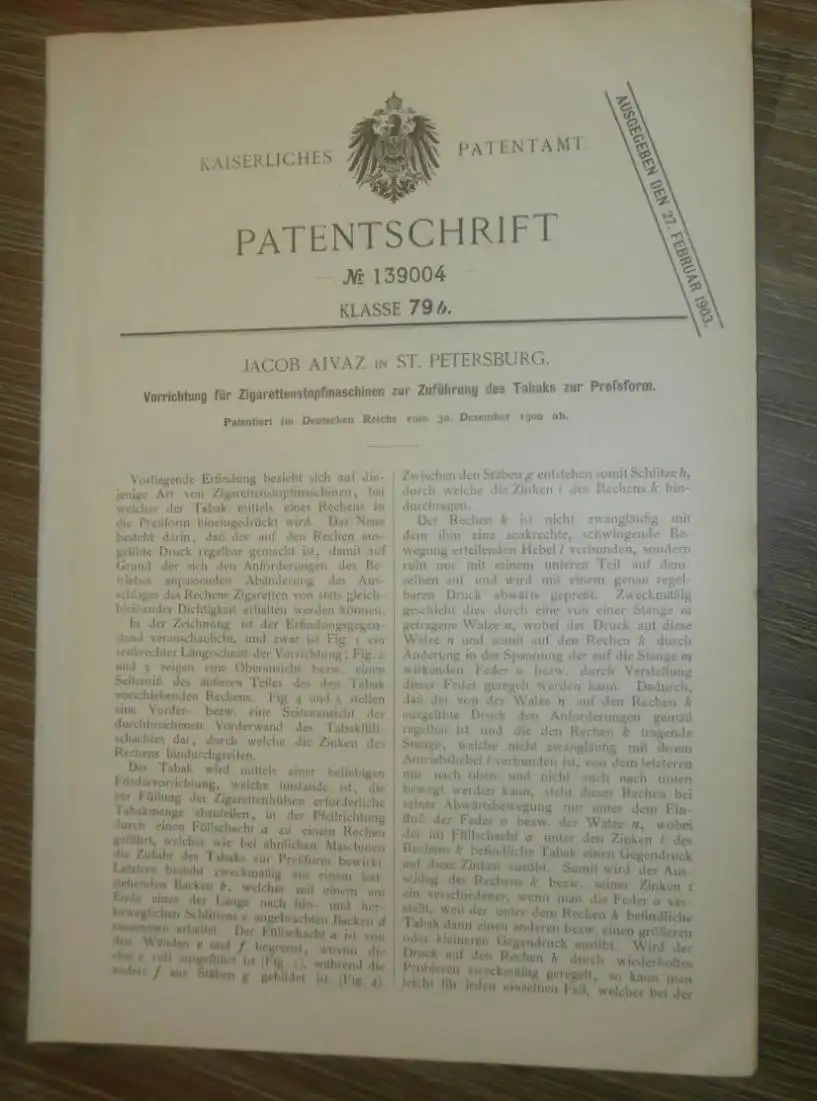 KAISERLICHES PATENTAMT.
AUSGEGEBEN DEN 27. FEBRUAR 1903.
PATENTSCHRIFT
№ 139004
KLASSE 79 b.
JACOB AIVAZ IN ST. PETERSBURG.
Vorrichtung für Zigarettenstopfmaschinen zur Zuführung des Tabaks zur Preßform.
Patentiert im Deutschen Reiche vom 30. Dezember 1900 ab.
Vorliegende Erfindung bezieht sich auf die-
jenige Art von Zigarettenstopfmaschinen, bei
welcher der Tabak mittels eines Rechens in
die Preßform hineingedrückt wird. Das Neue
besteht darin, daß der auf den Rechen aus-
geübte Druck regelbar gemacht ist, damit auf
Grund der sich den Anforderungen des Be-
triebes anpassenden Abänderung des Aus-
schlages des Rechens Zigaretten von stets gleich-
bleibender Dichtigkeit erhalten werden können.
In der Zeichnung ist der Erfindungsgegen-
stand veranschaulicht, und zwar ist Fig. 1 ein
senkrechter Längsschnitt der Vorrichtung; Fig. 2
und 3 zeigen eine Oberansicht bezw. einen
Seitenriß des äußeren Teiles des den Tabak
vorschiebenden Rechens. Fig. 4 und 5 stellen
eine Vorder- bezw. eine Seitenansicht der
durchbrochenen Vorderwand des Tabakfüll-
schachtes dar, durch welche die Zinken des
Rechens hindurchgreifen.
Der Tabak wird mittels einer beliebigen
Fördervorrichtung, welche imstande ist, die
zur Füllung der Zigarettenhülsen erforderliche
Tabakmenge abzuteilen, in der Pfeilrichtung
durch einen Füllschacht a zu einem Rechen
geführt, welcher wie bei ähnlichen Maschinen
die Zufuhr des Tabaks zur Preßform bewirkt.
Letztere besteht zweckmäßig aus einem fest
stehenden Backen b, welcher mit einem am
Ende eines der Länge nach hin- und her-
beweglichen Schlittens c angebrachten Backen d
zusammen arbeitet. Der Füllschacht a ist von
den Wänden e und f begrenzt, wovon die
eine e voll ausgeführt ist (Fig. 1), während die
andere f aus Stäben g gebildet ist (Fig. 4).
Zwischen den Stäben g entstehen somit Schlitze h,
durch welche die Zinken i des Rechens k hin-
durchragen.
Der Rechen k ist nicht zwangläufig mit
dem ihm eine senkrechte, schwingende Be-
wegung erteilenden Hebel l verbunden, sondern
ruht nur mit seinem unteren Teil auf dem-
selben auf und wird mit einem genau regel-
baren Druck abwärts gepreßt. Zweckmäßig
geschieht dies durch eine von einer Stange m
getragene Walze n, wobei der Druck auf diese
Walze n und somit auf den Rechen k durch
Änderung in der Spannung der auf die Stange m
wirkenden Feder o bezw. durch Verstellung
dieser Feder geregelt werden kann. Dadurch,
daß der von der Walze n auf den Rechen k
ausgeübte Druck den Anforderungen gemäß
regelbar ist und die den Rechen k tragende
Stange, welche nicht zwangläufig mit ihrem
Antriebshebel l verbunden ist, von dem letzteren
nur nach oben und nicht auch nach unten
bewegt werden kann, steht dieser Rechen bei
seiner Abwärtsbewegung nur unter dem Ein-
fluß der Feder o bezw. der Walze n, wobei
der im Füllschacht a unter den Zinken i des
Rechens k befindliche Tabak einen Gegendruck
auf diese Zinken ausübt. Somit wird der Aus-
schlag des Rechens k bezw. seiner Zinken i
ein verschiedener, wenn man die Feder o ver-
stellt, weil der unter dem Rechen k befindliche
Tabak dann einen anderen bezw. einen größeren
oder kleineren Gegendruck ausübt. Wird der
Druck auf den Rechen k durch wiederholtes
Probieren zweckmäßig geregelt, so kann man
leicht für jeden einzelnen Fall, welcher bei der